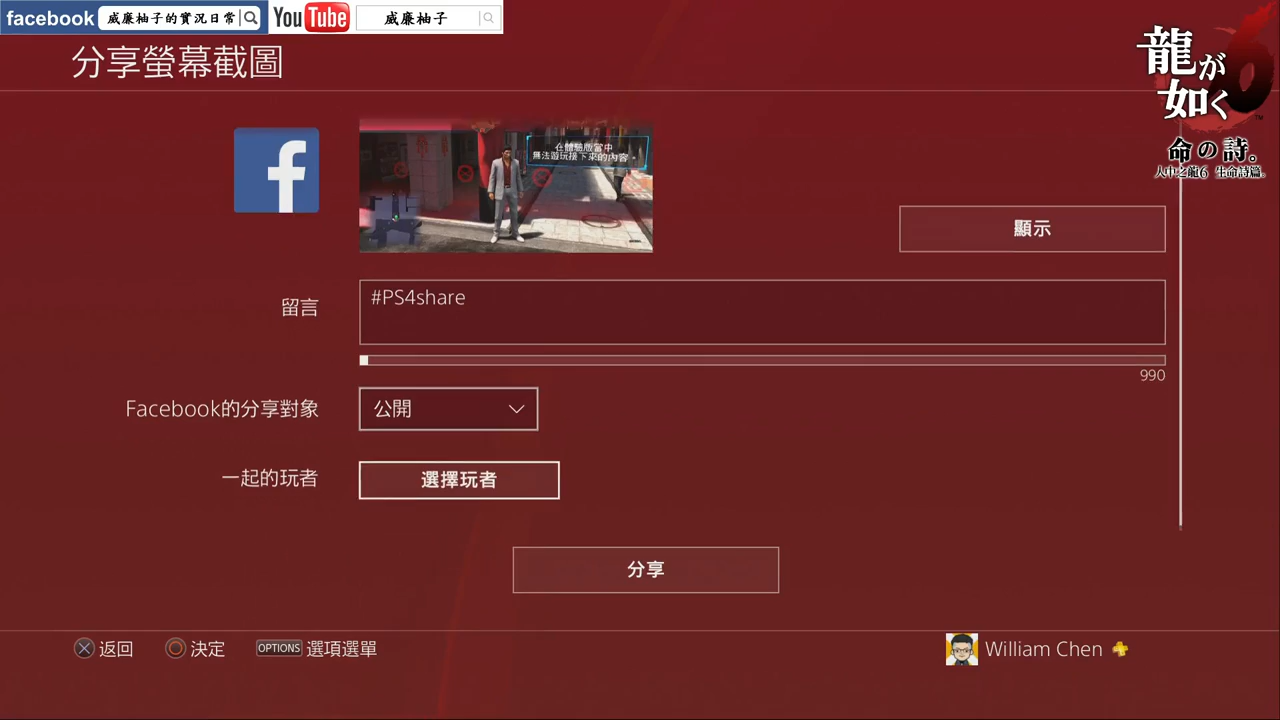 facebook 威廉柚子的實況日常
YouTube 威廉柚子
分享螢幕截圖
龍が
如く6
™
命の詩。
人中之龍6 生命詩篇。
在體驗版當中
無法遊玩接下來的內容。
顯示
留言
#PS4share
990
Facebook的分享對象
公開
一起的玩者
選擇玩者
分享
返回
決定
OPTIONS 選項選單
William Chen